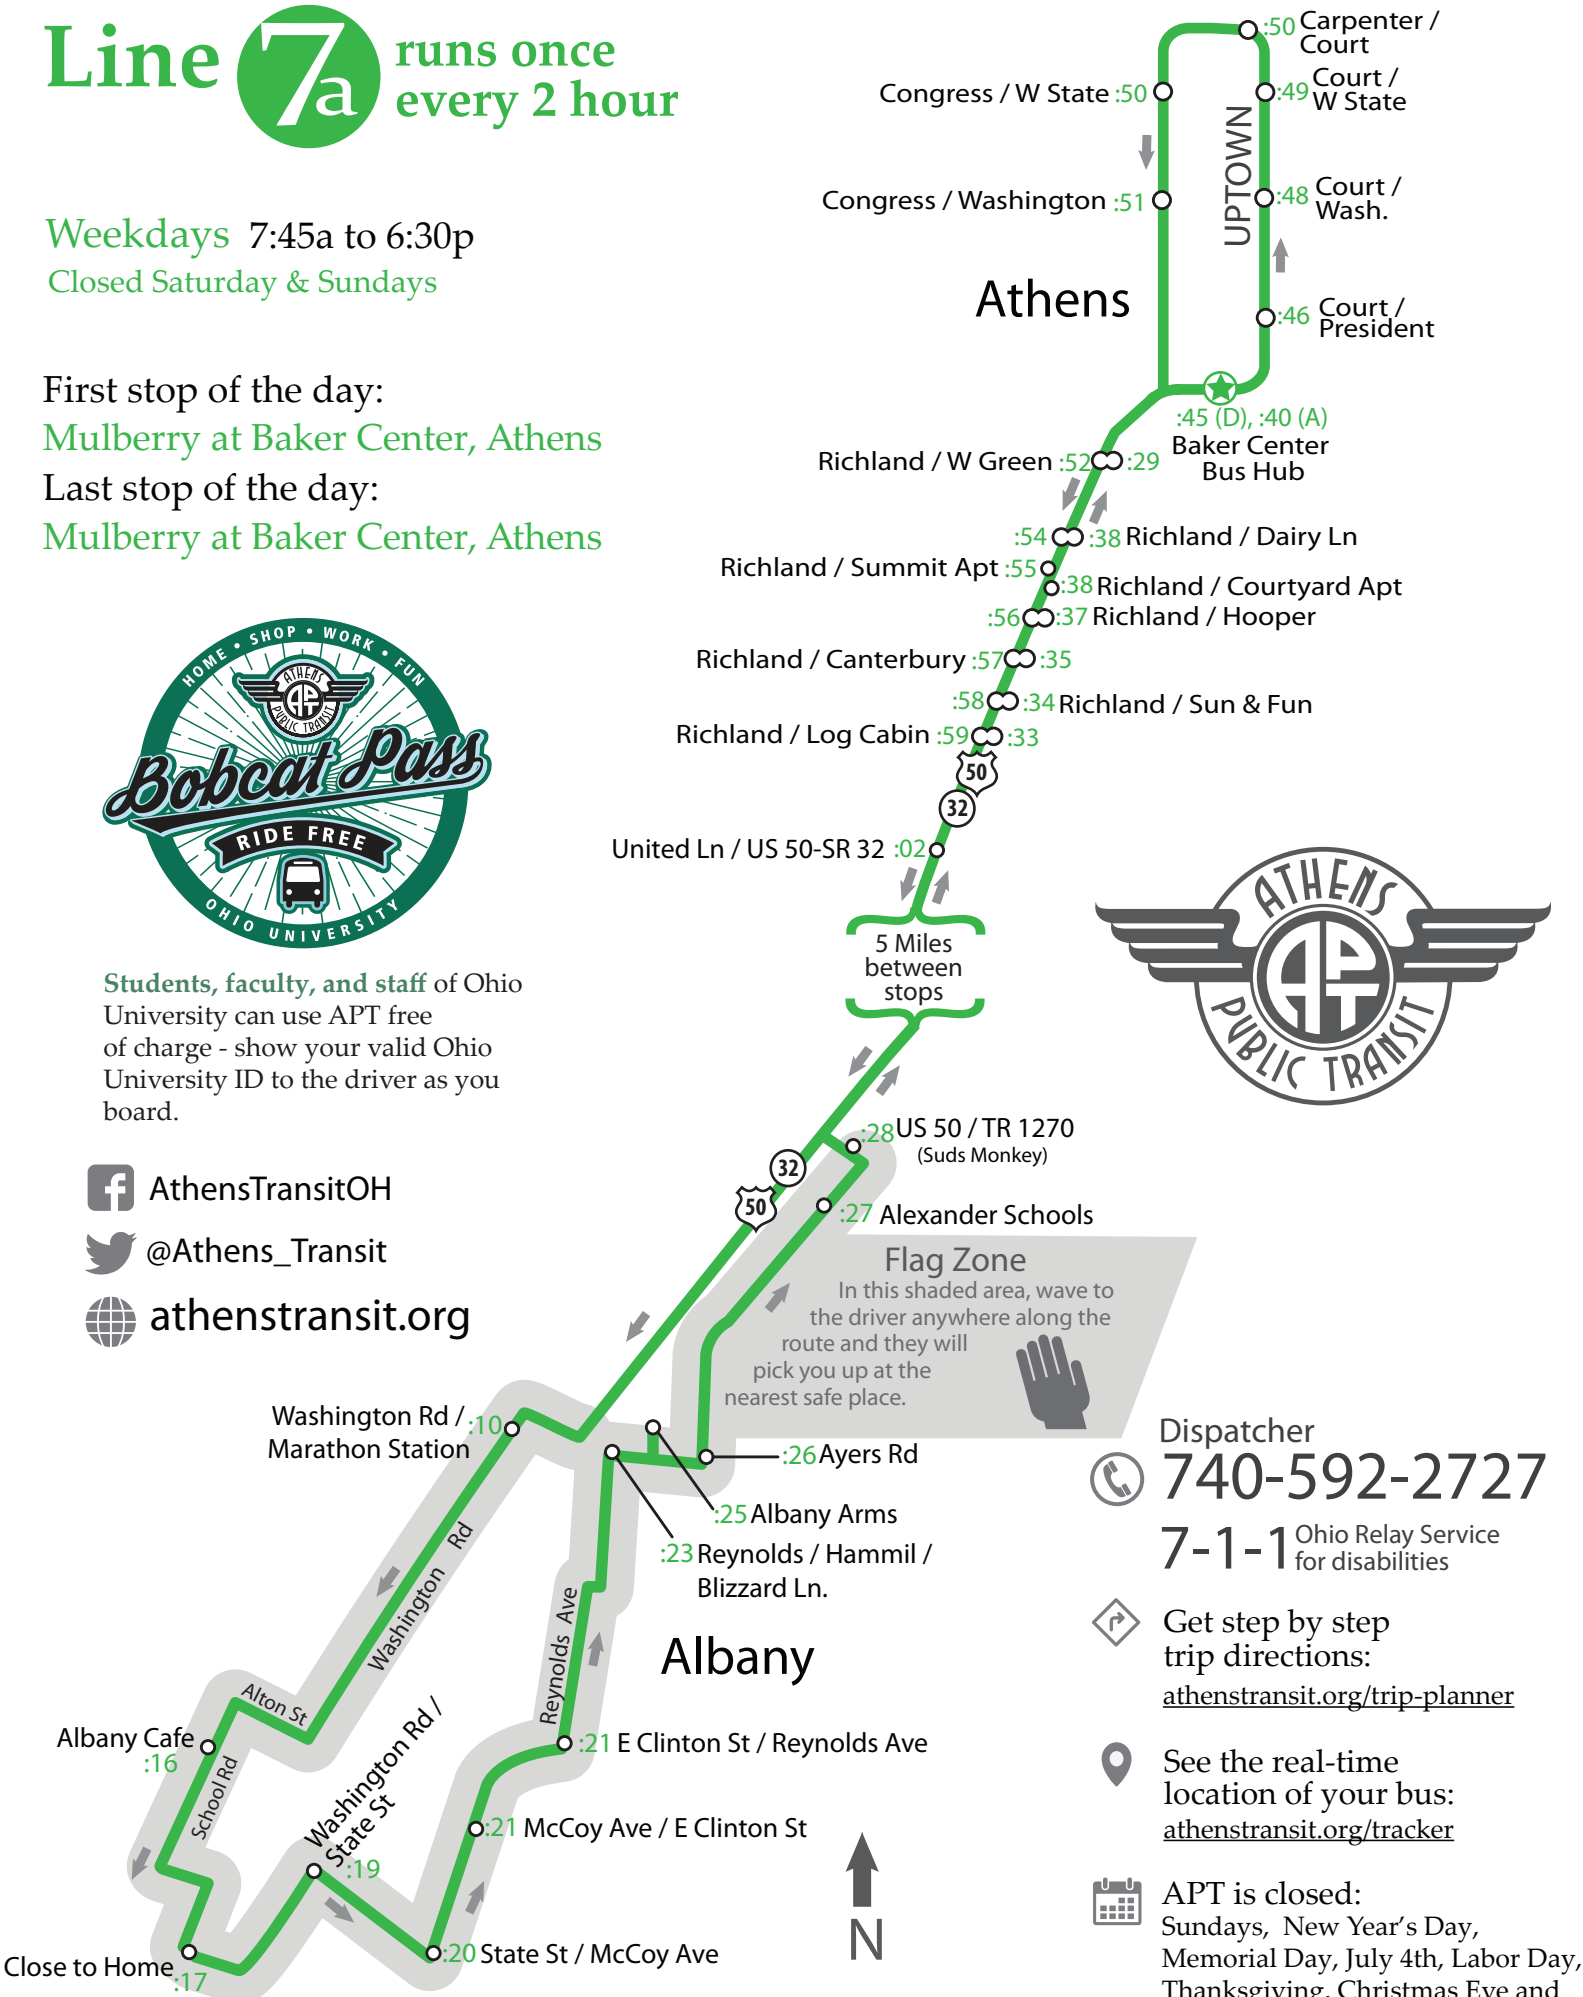 Line 7a runs once
every 2 hour
Weekdays 7:45a to 6:30p
Closed Saturday & Sundays
First stop of the day:
Mulberry at Baker Center, Athens
Last stop of the day:
Mulberry at Baker Center, Athens
HOME • SHOP • WORK • FUN
ATHENS
APT
PUBLIC TRANSIT
Bobcat Pass
RIDE FREE
OHIO UNIVERSITY
Students, faculty, and staff of Ohio
University can use APT free
of charge - show your valid Ohio
University ID to the driver as you
board.
AthensTransitOH
@Athens_Transit
athenstransit.org
:50 Carpenter /
Court
Congress / W State :50
:49 Court /
W State
UPTOWN
Congress / Washington :51
:48 Court /
Wash.
Athens
:46 Court /
President
:45 (D), :40 (A)
Baker Center
Bus Hub
Richland / W Green :52 :29
:54 :38 Richland / Dairy Ln
Richland / Summit Apt :55
:38 Richland / Courtyard Apt
:56 :37 Richland / Hooper
Richland / Canterbury :57 :35
:58 :34 Richland / Sun & Fun
Richland / Log Cabin :59 :33
50
32
United Ln / US 50-SR 32 :02
5 Miles
between
stops
ATHENS
APT
PUBLIC TRANSIT
:28 US 50 / TR 1270
(Suds Monkey)
32
50
:27 Alexander Schools
Flag Zone
In this shaded area, wave to
the driver anywhere along the
route and they will
pick you up at the
nearest safe place.
Washington Rd / :10
Marathon Station
:26 Ayers Rd
:25 Albany Arms
:23 Reynolds / Hammil /
Blizzard Ln.
Washington Rd
Reynolds Ave
Albany
Alton St
Albany Cafe
:16
School Rd
Washington Rd /
State St
:19
:21 E Clinton St / Reynolds Ave
:21 McCoy Ave / E Clinton St
:20 State St / McCoy Ave
Close to Home
:17
N
Dispatcher
740-592-2727
7-1-1 Ohio Relay Service
for disabilities
Get step by step
trip directions:
athenstransit.org/trip-planner
See the real-time
location of your bus:
athenstransit.org/tracker
APT is closed:
Sundays, New Year's Day,
Memorial Day, July 4th, Labor Day,
Thanksgiving, Christmas Eve and